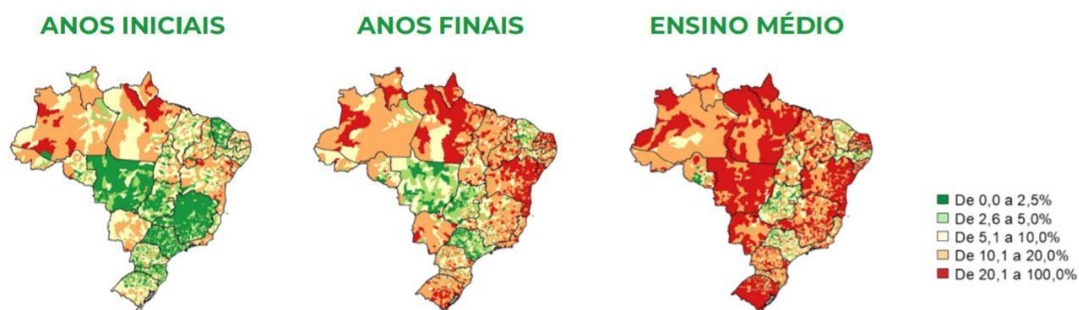 ANOS INICIAIS
ANOS FINAIS
ENSINO MÉDIO
De 0,0 a 2,5%
De 2,6 a 5,0%
De 5,1 a 10,0%
De 10,1 a 20,0%
De 20,1 a 100,0%